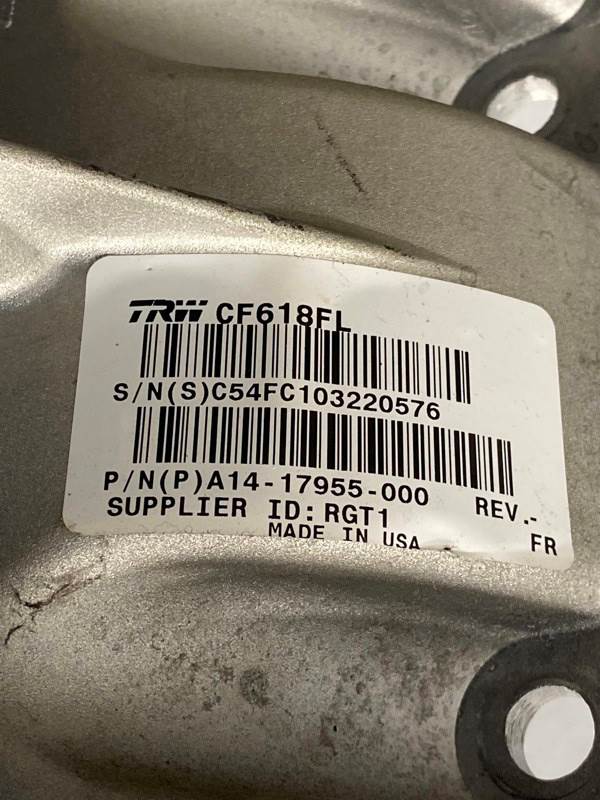 TRW CF618FL
S/N(S)C54FC103220576
P/N(P)A14-17955-000 REV.-
SUPPLIER ID: RGT1
MADE IN USA FR